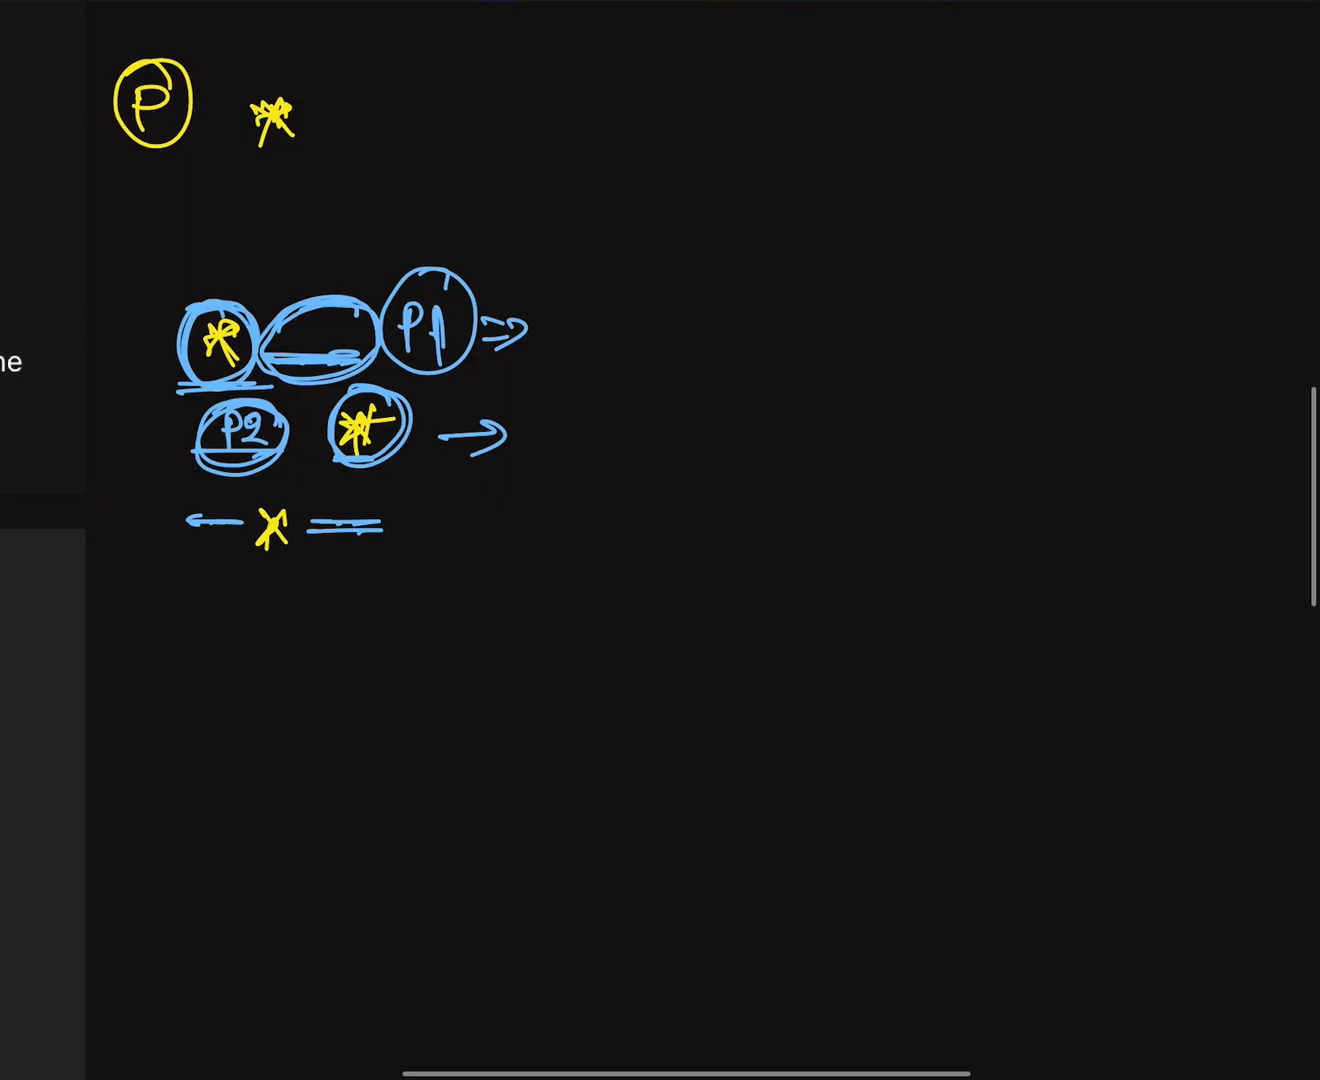 P *
* P1 =>
P2 * →
← * =
ne